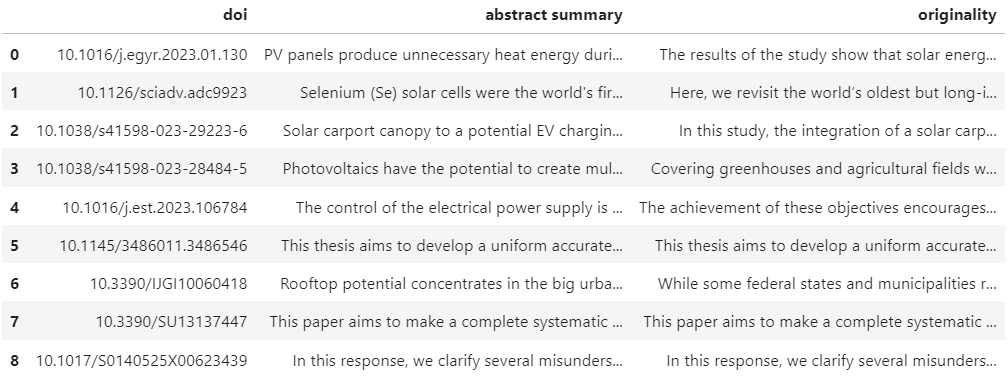 doi abstract summary originality
0 10.1016/j.egyr.2023.01.130 PV panels produce unnecessary heat energy duri... The results of the study show that solar energ...
1 10.1126/sciadv.adc9923 Selenium (Se) solar cells were the world's fir... Here, we revisit the world's oldest but long-i...
2 10.1038/s41598-023-29223-6 Solar carport canopy to a potential EV chargin... In this study, the integration of a solar carp...
3 10.1038/s41598-023-28484-5 Photovoltaics have the potential to create mul... Covering greenhouses and agricultural fields w...
4 10.1016/j.est.2023.106784 The control of the electrical power supply is ... The achievement of these objectives encourages...
5 10.1145/3486011.3486546 This thesis aims to develop a uniform accurate... This thesis aims to develop a uniform accurate...
6 10.3390/IJGI10060418 Rooftop potential concentrates in the big urba... While some federal states and municipalities r...
7 10.3390/SU13137447 This paper aims to make a complete systematic ... This paper aims to make a complete systematic ...
8 10.1017/S0140525X00623439 In this response, we clarify several misunders... In this response, we clarify several misunders...